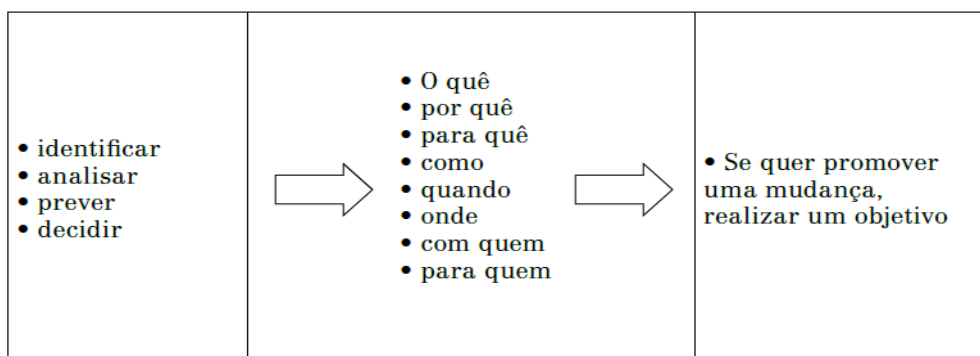 • identificar
• analisar
• prever
• decidir
• O quê
• por quê
• para quê
• como
• quando
• onde
• com quem
• para quem
• Se quer promover
uma mudança,
realizar um objetivo